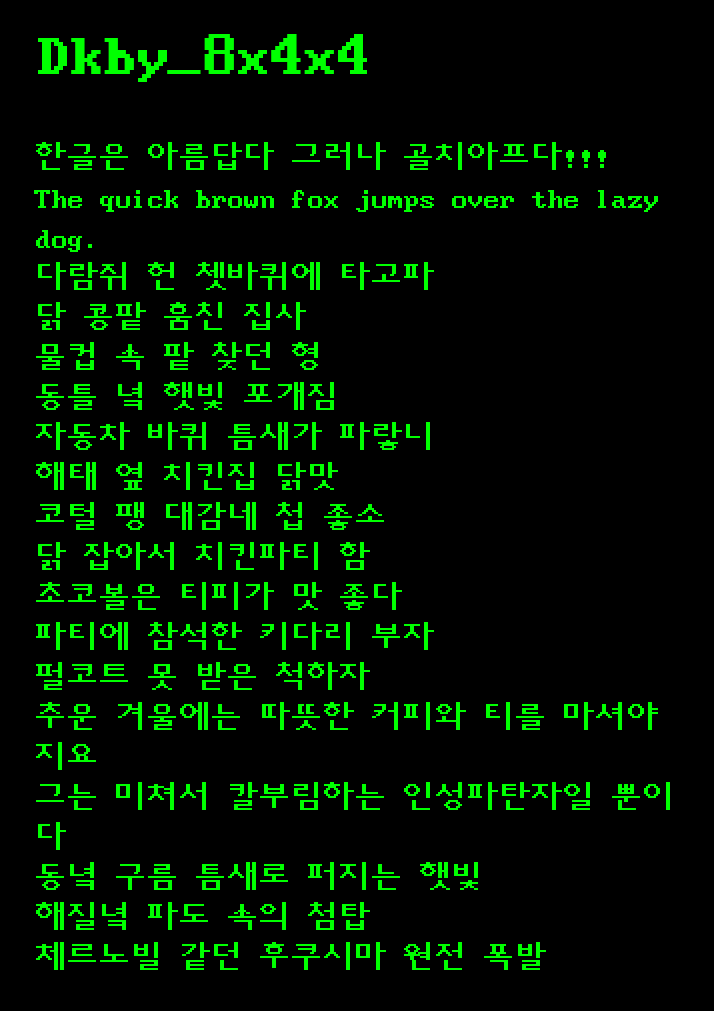 Dkby_8x4x4
한글은 아름답다 그러나 골치아프다!!!
The quick brown fox jumps over the lazy
dog.
다람쥐 헌 쳇바퀴에 타고파
닭 콩팥 훔친 집사
물컵 속 팥 찾던 형
동틀 녘 햇빛 포개짐
자동차 바퀴 틈새가 파랗니
해태 옆 치킨집 닭맛
코털 팽 대감네 첩 좋소
닭 잡아서 치킨파티 함
초코볼은 티피가 맛 좋다
파티에 참석한 키다리 부자
펄코트 못 받은 척하자
추운 겨울에는 따뜻한 커피와 티를 마셔야
지요
그는 미쳐서 칼부림하는 인성파탄자일 뿐이
다
동녘 구름 틈새로 퍼지는 햇빛
해질녘 파도 속의 첨탑
체르노빌 같던 후쿠시마 원전 폭발